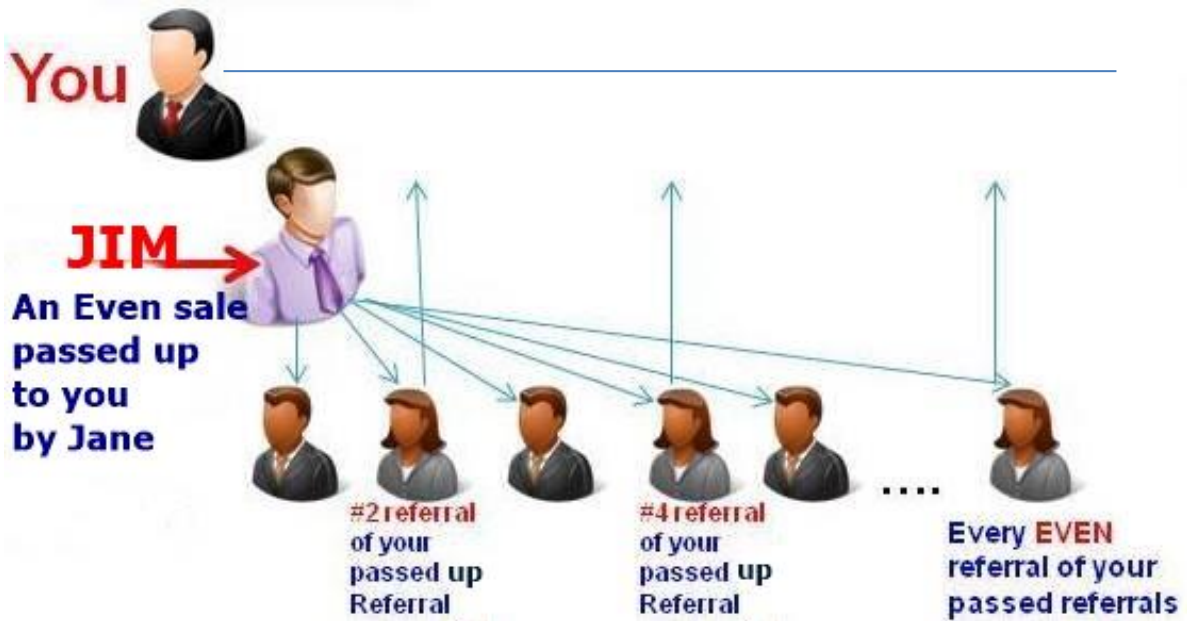 You
JIM
An Even sale
passed up
to you
by Jane
#2 referral
of your
passed up
Referral
#4 referral
of your
passed up
Referral
....
Every EVEN
referral of your
passed referrals